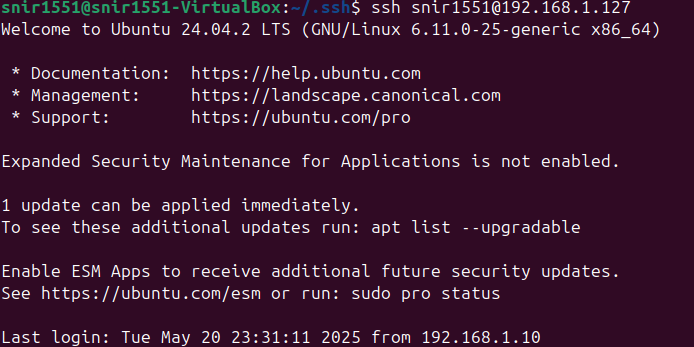 snir1551@snir1551-VirtualBox:~/.ssh$ ssh snir1551@192.168.1.127
Welcome to Ubuntu 24.04.2 LTS (GNU/Linux 6.11.0-25-generic x86_64)

 * Documentation:  https://help.ubuntu.com
 * Management:     https://landscape.canonical.com
 * Support:        https://ubuntu.com/pro

Expanded Security Maintenance for Applications is not enabled.

1 update can be applied immediately.
To see these additional updates run: apt list --upgradable

Enable ESM Apps to receive additional future security updates.
See https://ubuntu.com/esm or run: sudo pro status

Last login: Tue May 20 23:31:11 2025 from 192.168.1.10